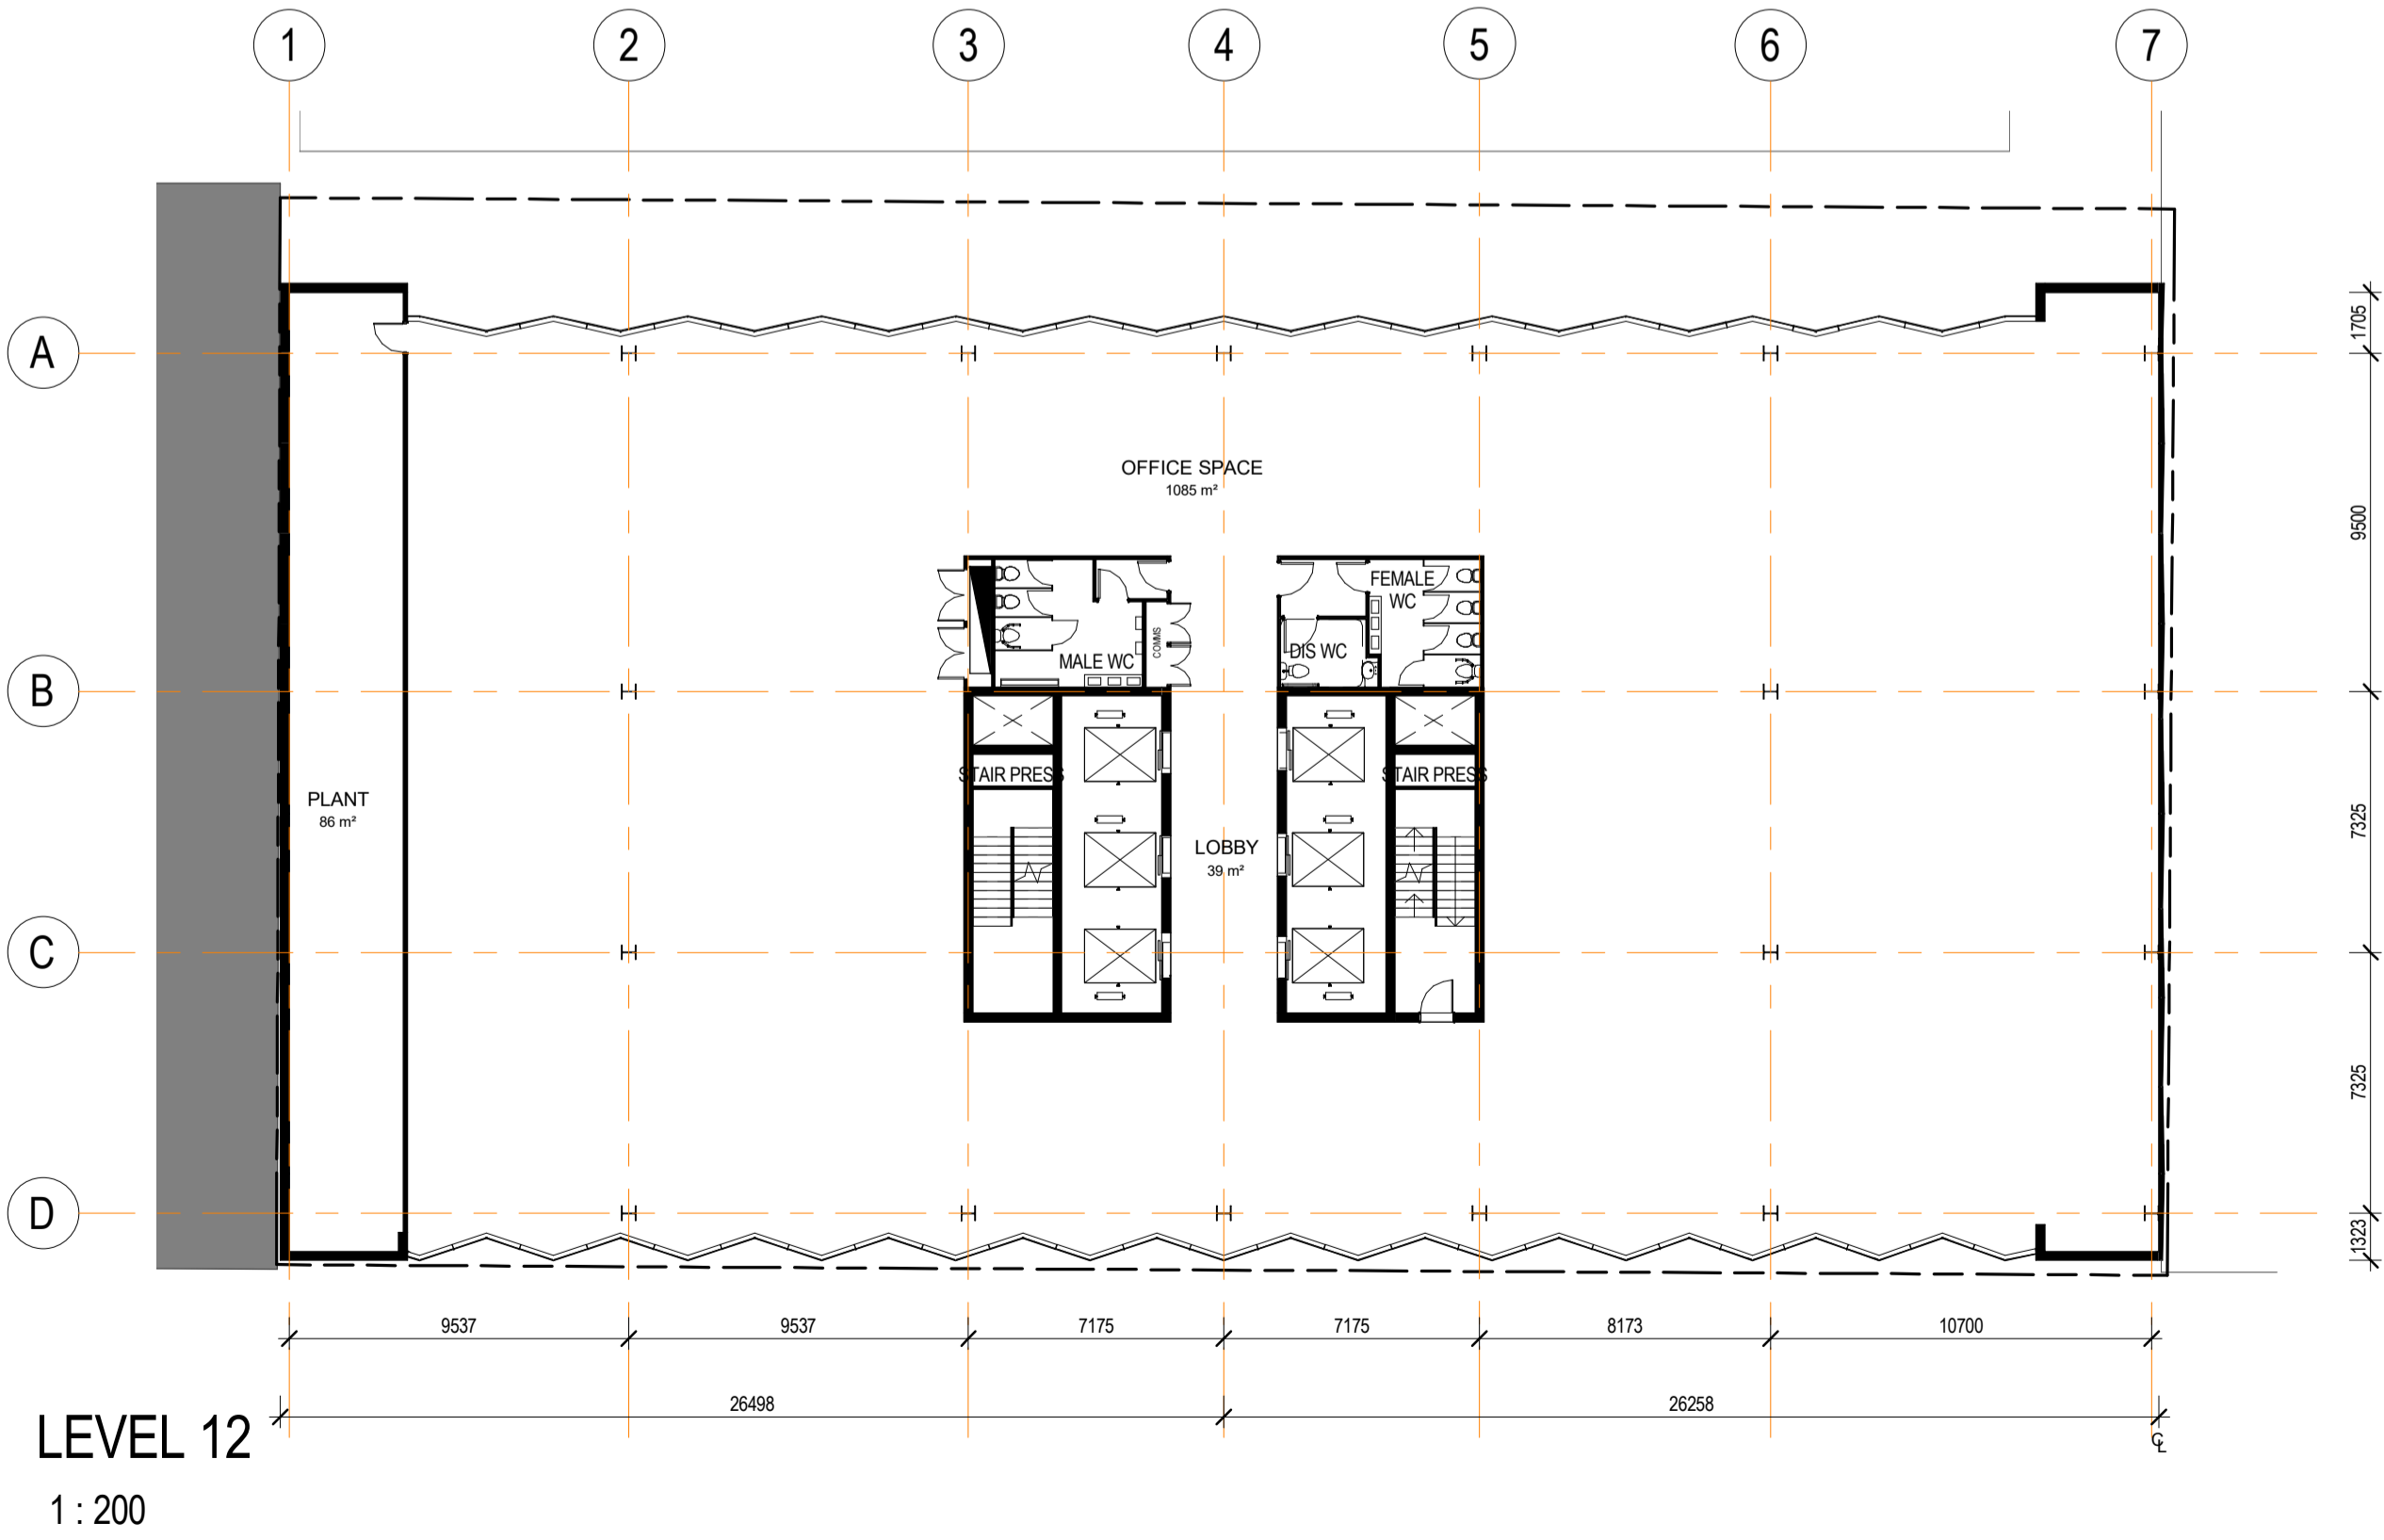 1
2
3
4
5
6
7
A
B
C
D
1705
9500
7325
7325
1323
OFFICE SPACE
1085 m²
FEMALE
WC
COMMS
DIS WC
MALE WC
STAIR PRESS
STAIR PRESS
PLANT
86 m²
LOBBY
39 m²
9537
9537
7175
7175
8173
10700
26498
26258
℄
LEVEL 12
1 : 200